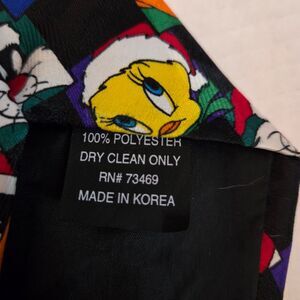 100% POLYESTER
DRY CLEAN ONLY
RN# 73469
MADE IN KOREA